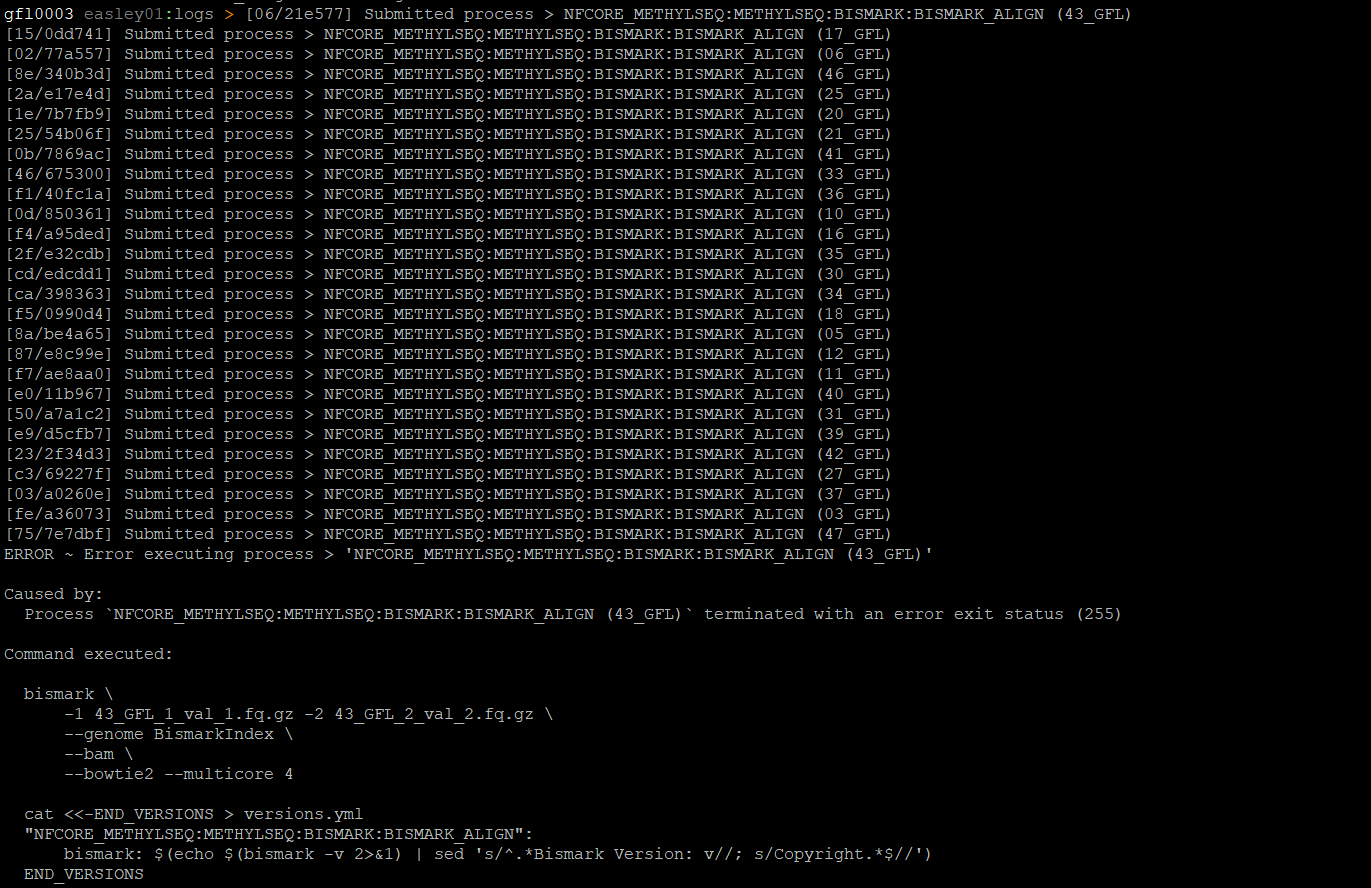 gfl0003 easley01:logs > [06/21e577] Submitted process > NFCORE_METHYLSEQ:METHYLSEQ:BISMARK:BISMARK_ALIGN (43_GFL)
[15/0dd741] Submitted process > NFCORE_METHYLSEQ:METHYLSEQ:BISMARK:BISMARK_ALIGN (17_GFL)
[02/77a557] Submitted process > NFCORE_METHYLSEQ:METHYLSEQ:BISMARK:BISMARK_ALIGN (06_GFL)
[8e/340b3d] Submitted process > NFCORE_METHYLSEQ:METHYLSEQ:BISMARK:BISMARK_ALIGN (46_GFL)
[2a/e17e4d] Submitted process > NFCORE_METHYLSEQ:METHYLSEQ:BISMARK:BISMARK_ALIGN (25_GFL)
[1e/7b7fb9] Submitted process > NFCORE_METHYLSEQ:METHYLSEQ:BISMARK:BISMARK_ALIGN (20_GFL)
[25/54b06f] Submitted process > NFCORE_METHYLSEQ:METHYLSEQ:BISMARK:BISMARK_ALIGN (21_GFL)
[0b/7869ac] Submitted process > NFCORE_METHYLSEQ:METHYLSEQ:BISMARK:BISMARK_ALIGN (41_GFL)
[46/675300] Submitted process > NFCORE_METHYLSEQ:METHYLSEQ:BISMARK:BISMARK_ALIGN (33_GFL)
[f1/40fc1a] Submitted process > NFCORE_METHYLSEQ:METHYLSEQ:BISMARK:BISMARK_ALIGN (36_GFL)
[0d/850361] Submitted process > NFCORE_METHYLSEQ:METHYLSEQ:BISMARK:BISMARK_ALIGN (10_GFL)
[f4/a95ded] Submitted process > NFCORE_METHYLSEQ:METHYLSEQ:BISMARK:BISMARK_ALIGN (16_GFL)
[2f/e32cdb] Submitted process > NFCORE_METHYLSEQ:METHYLSEQ:BISMARK:BISMARK_ALIGN (35_GFL)
[cd/edcdd1] Submitted process > NFCORE_METHYLSEQ:METHYLSEQ:BISMARK:BISMARK_ALIGN (30_GFL)
[ca/398363] Submitted process > NFCORE_METHYLSEQ:METHYLSEQ:BISMARK:BISMARK_ALIGN (34_GFL)
[f5/0990d4] Submitted process > NFCORE_METHYLSEQ:METHYLSEQ:BISMARK:BISMARK_ALIGN (18_GFL)
[8a/be4a65] Submitted process > NFCORE_METHYLSEQ:METHYLSEQ:BISMARK:BISMARK_ALIGN (05_GFL)
[87/e8c99e] Submitted process > NFCORE_METHYLSEQ:METHYLSEQ:BISMARK:BISMARK_ALIGN (12_GFL)
[f7/ae8aa0] Submitted process > NFCORE_METHYLSEQ:METHYLSEQ:BISMARK:BISMARK_ALIGN (11_GFL)
[e0/11b967] Submitted process > NFCORE_METHYLSEQ:METHYLSEQ:BISMARK:BISMARK_ALIGN (40_GFL)
[50/a7a1c2] Submitted process > NFCORE_METHYLSEQ:METHYLSEQ:BISMARK:BISMARK_ALIGN (31_GFL)
[e9/d5cfb7] Submitted process > NFCORE_METHYLSEQ:METHYLSEQ:BISMARK:BISMARK_ALIGN (39_GFL)
[23/2f34d3] Submitted process > NFCORE_METHYLSEQ:METHYLSEQ:BISMARK:BISMARK_ALIGN (42_GFL)
[c3/69227f] Submitted process > NFCORE_METHYLSEQ:METHYLSEQ:BISMARK:BISMARK_ALIGN (27_GFL)
[03/a0260e] Submitted process > NFCORE_METHYLSEQ:METHYLSEQ:BISMARK:BISMARK_ALIGN (37_GFL)
[fe/a36073] Submitted process > NFCORE_METHYLSEQ:METHYLSEQ:BISMARK:BISMARK_ALIGN (03_GFL)
[75/7e7dbf] Submitted process > NFCORE_METHYLSEQ:METHYLSEQ:BISMARK:BISMARK_ALIGN (47_GFL)
ERROR ~ Error executing process > 'NFCORE_METHYLSEQ:METHYLSEQ:BISMARK:BISMARK_ALIGN (43_GFL)'
Caused by:
Process `NFCORE_METHYLSEQ:METHYLSEQ:BISMARK:BISMARK_ALIGN (43_GFL)` terminated with an error exit status (255)
Command executed:
bismark \
-1 43_GFL_1_val_1.fq.gz -2 43_GFL_2_val_2.fq.gz \
--genome BismarkIndex \
--bam \
--bowtie2 --multicore 4
cat <<-END_VERSIONS > versions.yml
"NFCORE_METHYLSEQ:METHYLSEQ:BISMARK:BISMARK_ALIGN":
bismark: $(echo $(bismark -v 2>&1) | sed 's/^.*Bismark Version: v//; s/Copyright.*$//')
END_VERSIONS